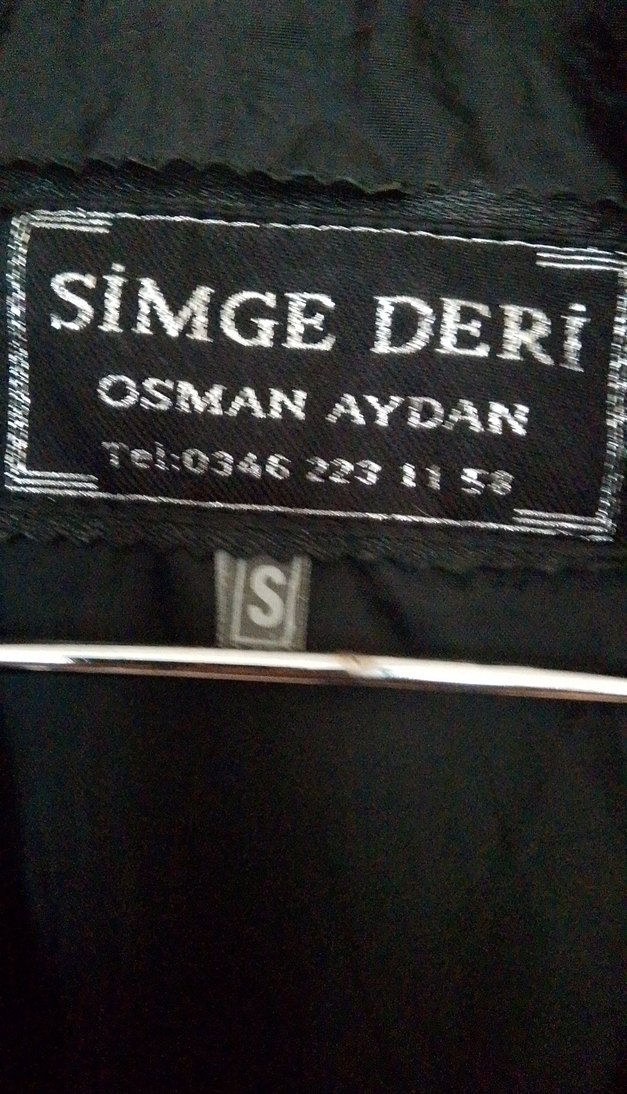 SİMGE DERİ
OSMAN AYDAN
Tel:0346 223 11 58
S